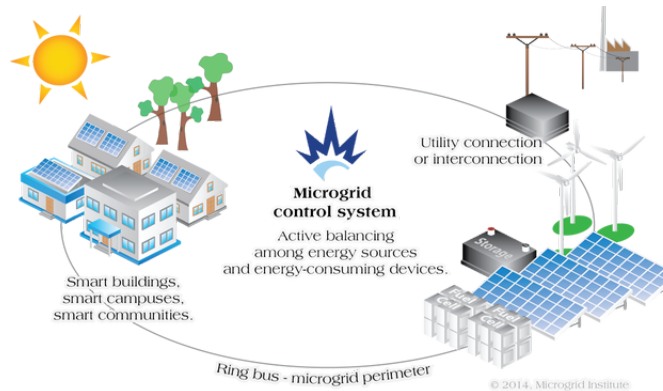 Utility connection
or interconnection
Microgrid
control system
Active balancing
among energy sources
and energy-consuming devices.
Smart buildings,
smart campuses,
smart communities.
Storage
Fuel
Cell
Fuel
Cell
Ring bus - microgrid perimeter
© 2014, Microgrid Institute